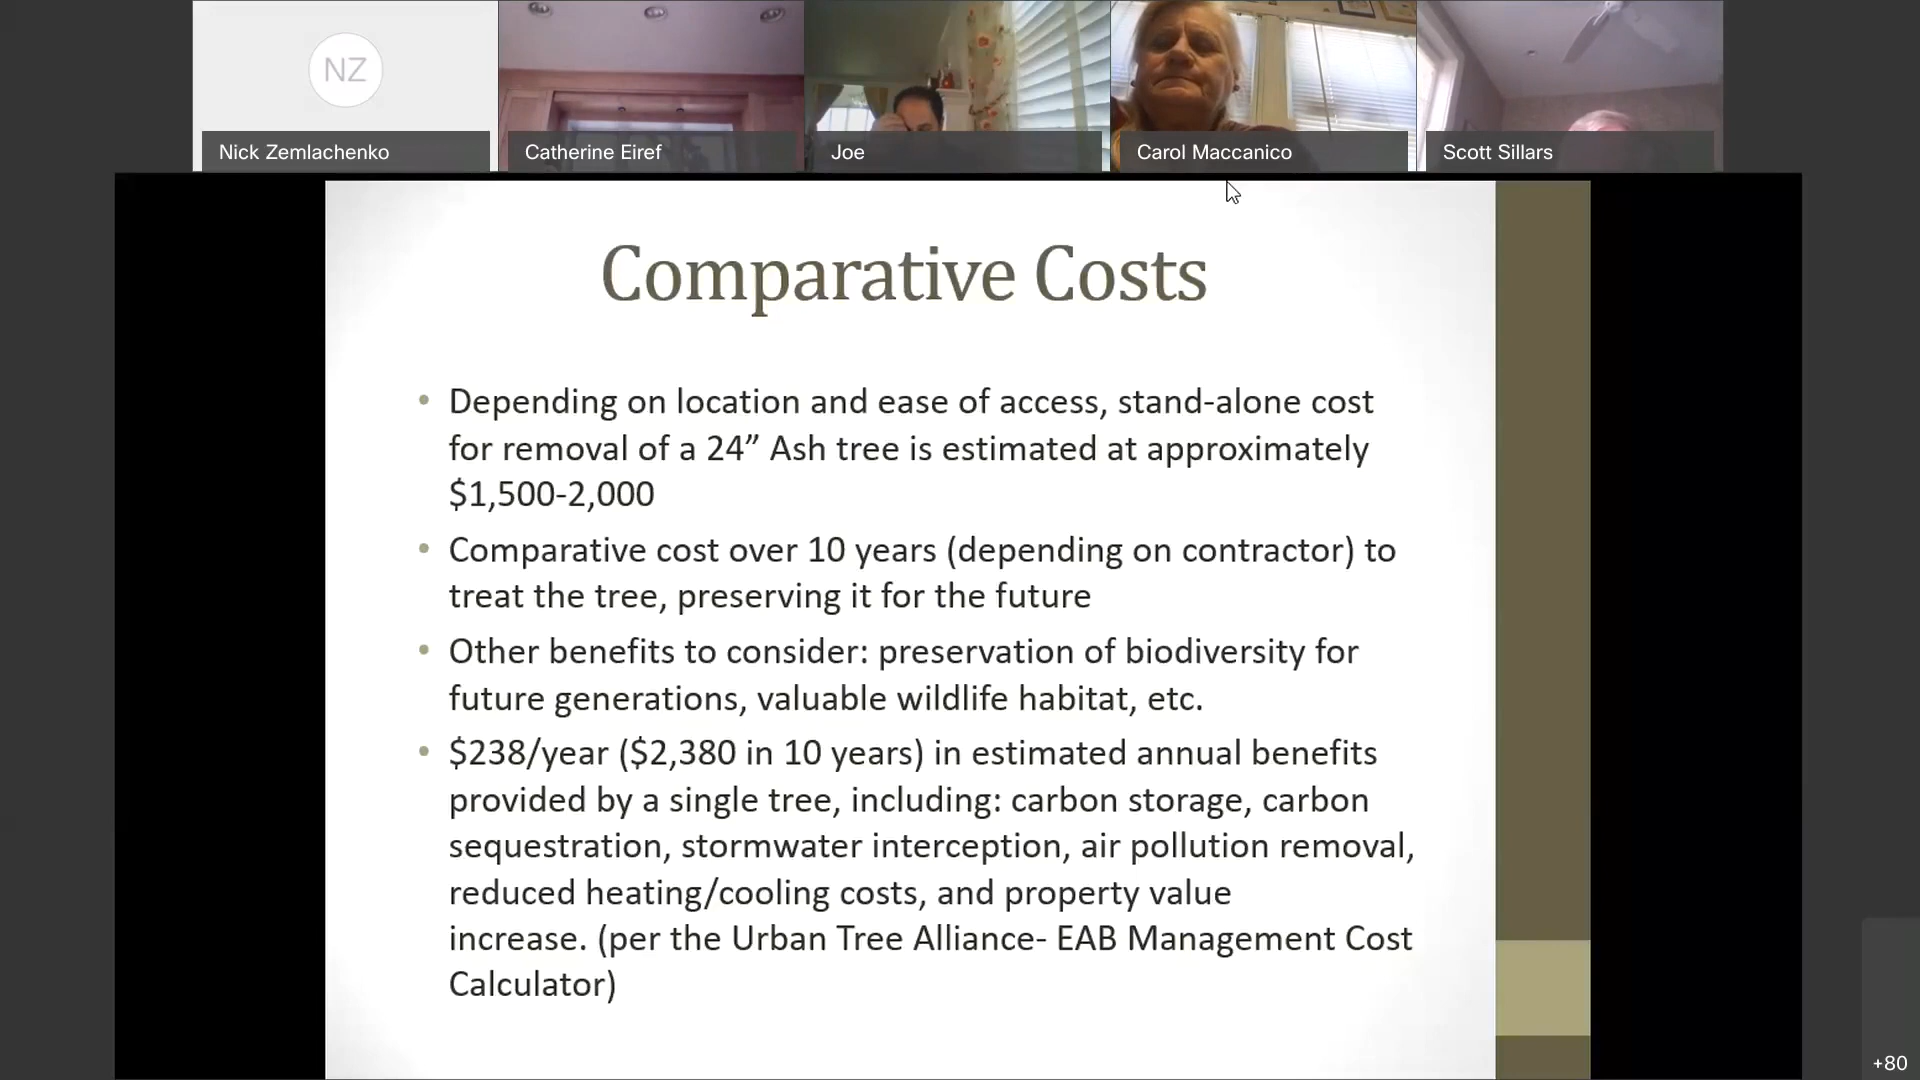 NZ
Nick Zemlachenko
Catherine Eiref
Joe
Carol Maccanico
Scott Sillars
Comparative Costs
• Depending on location and ease of access, stand-alone cost
for removal of a 24” Ash tree is estimated at approximately
$1,500-2,000
• Comparative cost over 10 years (depending on contractor) to
treat the tree, preserving it for the future
• Other benefits to consider: preservation of biodiversity for
future generations, valuable wildlife habitat, etc.
• $238/year ($2,380 in 10 years) in estimated annual benefits
provided by a single tree, including: carbon storage, carbon
sequestration, stormwater interception, air pollution removal,
reduced heating/cooling costs, and property value
increase. (per the Urban Tree Alliance- EAB Management Cost
Calculator)
+80